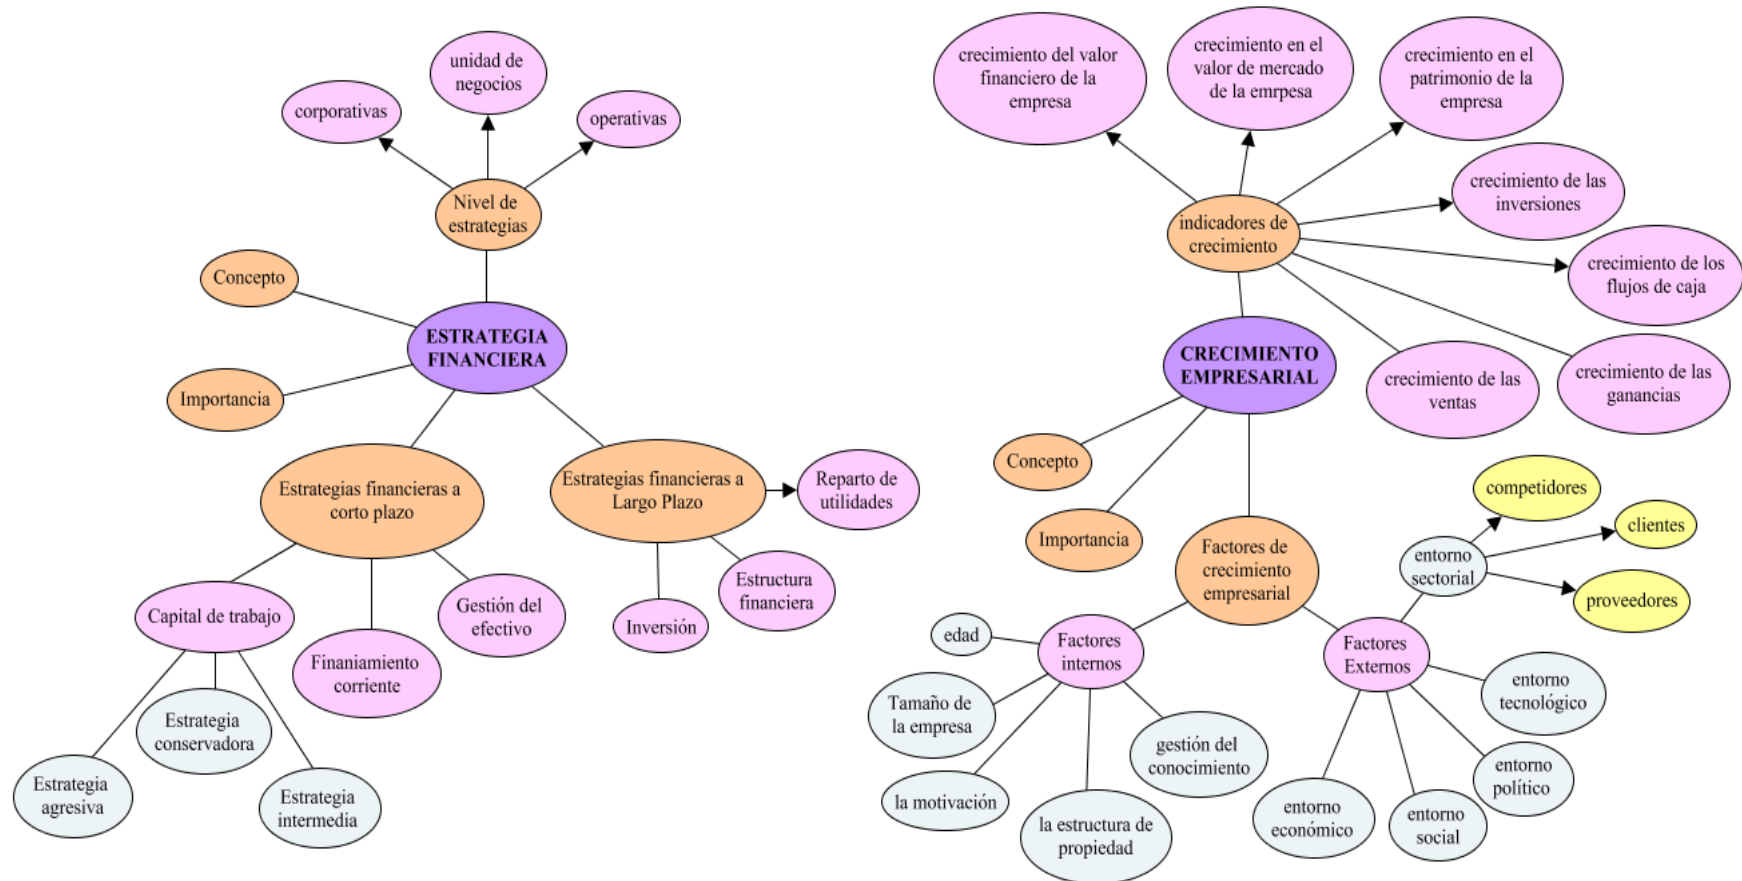 unidad de
negocios
corporativas
operativas
Nivel de
estrategias
Concepto
ESTRATEGIA
FINANCIERA
Importancia
Estrategias financieras a
corto plazo
Estrategias financieras a
Largo Plazo
Reparto de
utilidades
Capital de trabajo
Finaniamiento
corriente
Gestión del
efectivo
Inversión
Estructura
financiera
Estrategia
agresiva
Estrategia
conservadora
Estrategia
intermedia
crecimiento del valor
financiero de la
empresa
crecimiento en el
valor de mercado
de la emrpesa
crecimiento en el
patrimonio de la
empresa
crecimiento de las
inversiones
indicadores de
crecimiento
crecimiento de los
flujos de caja
CRECIMIENTO
EMPRESARIAL
crecimiento de las
ventas
crecimiento de las
ganancias
Concepto
Importancia
Factores de
crecimiento
empresarial
competidores
clientes
entorno
sectorial
proveedores
edad
Factores
internos
Factores
Externos
Tamaño de
la empresa
la motivación
la estructura de
propiedad
gestión del
conocimiento
entorno
tecnológico
entorno
político
entorno
económico
entorno
social